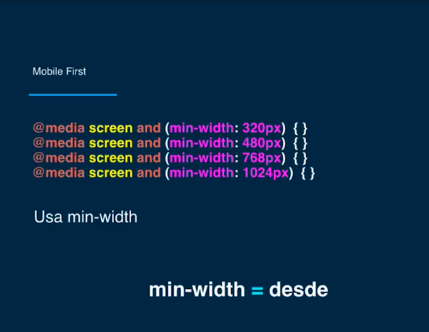 Mobile First
@media screen and (min-width: 320px) { }
@media screen and (min-width: 480px) { }
@media screen and (min-width: 768px) { }
@media screen and (min-width: 1024px) { }
Usa min-width
min-width = desde